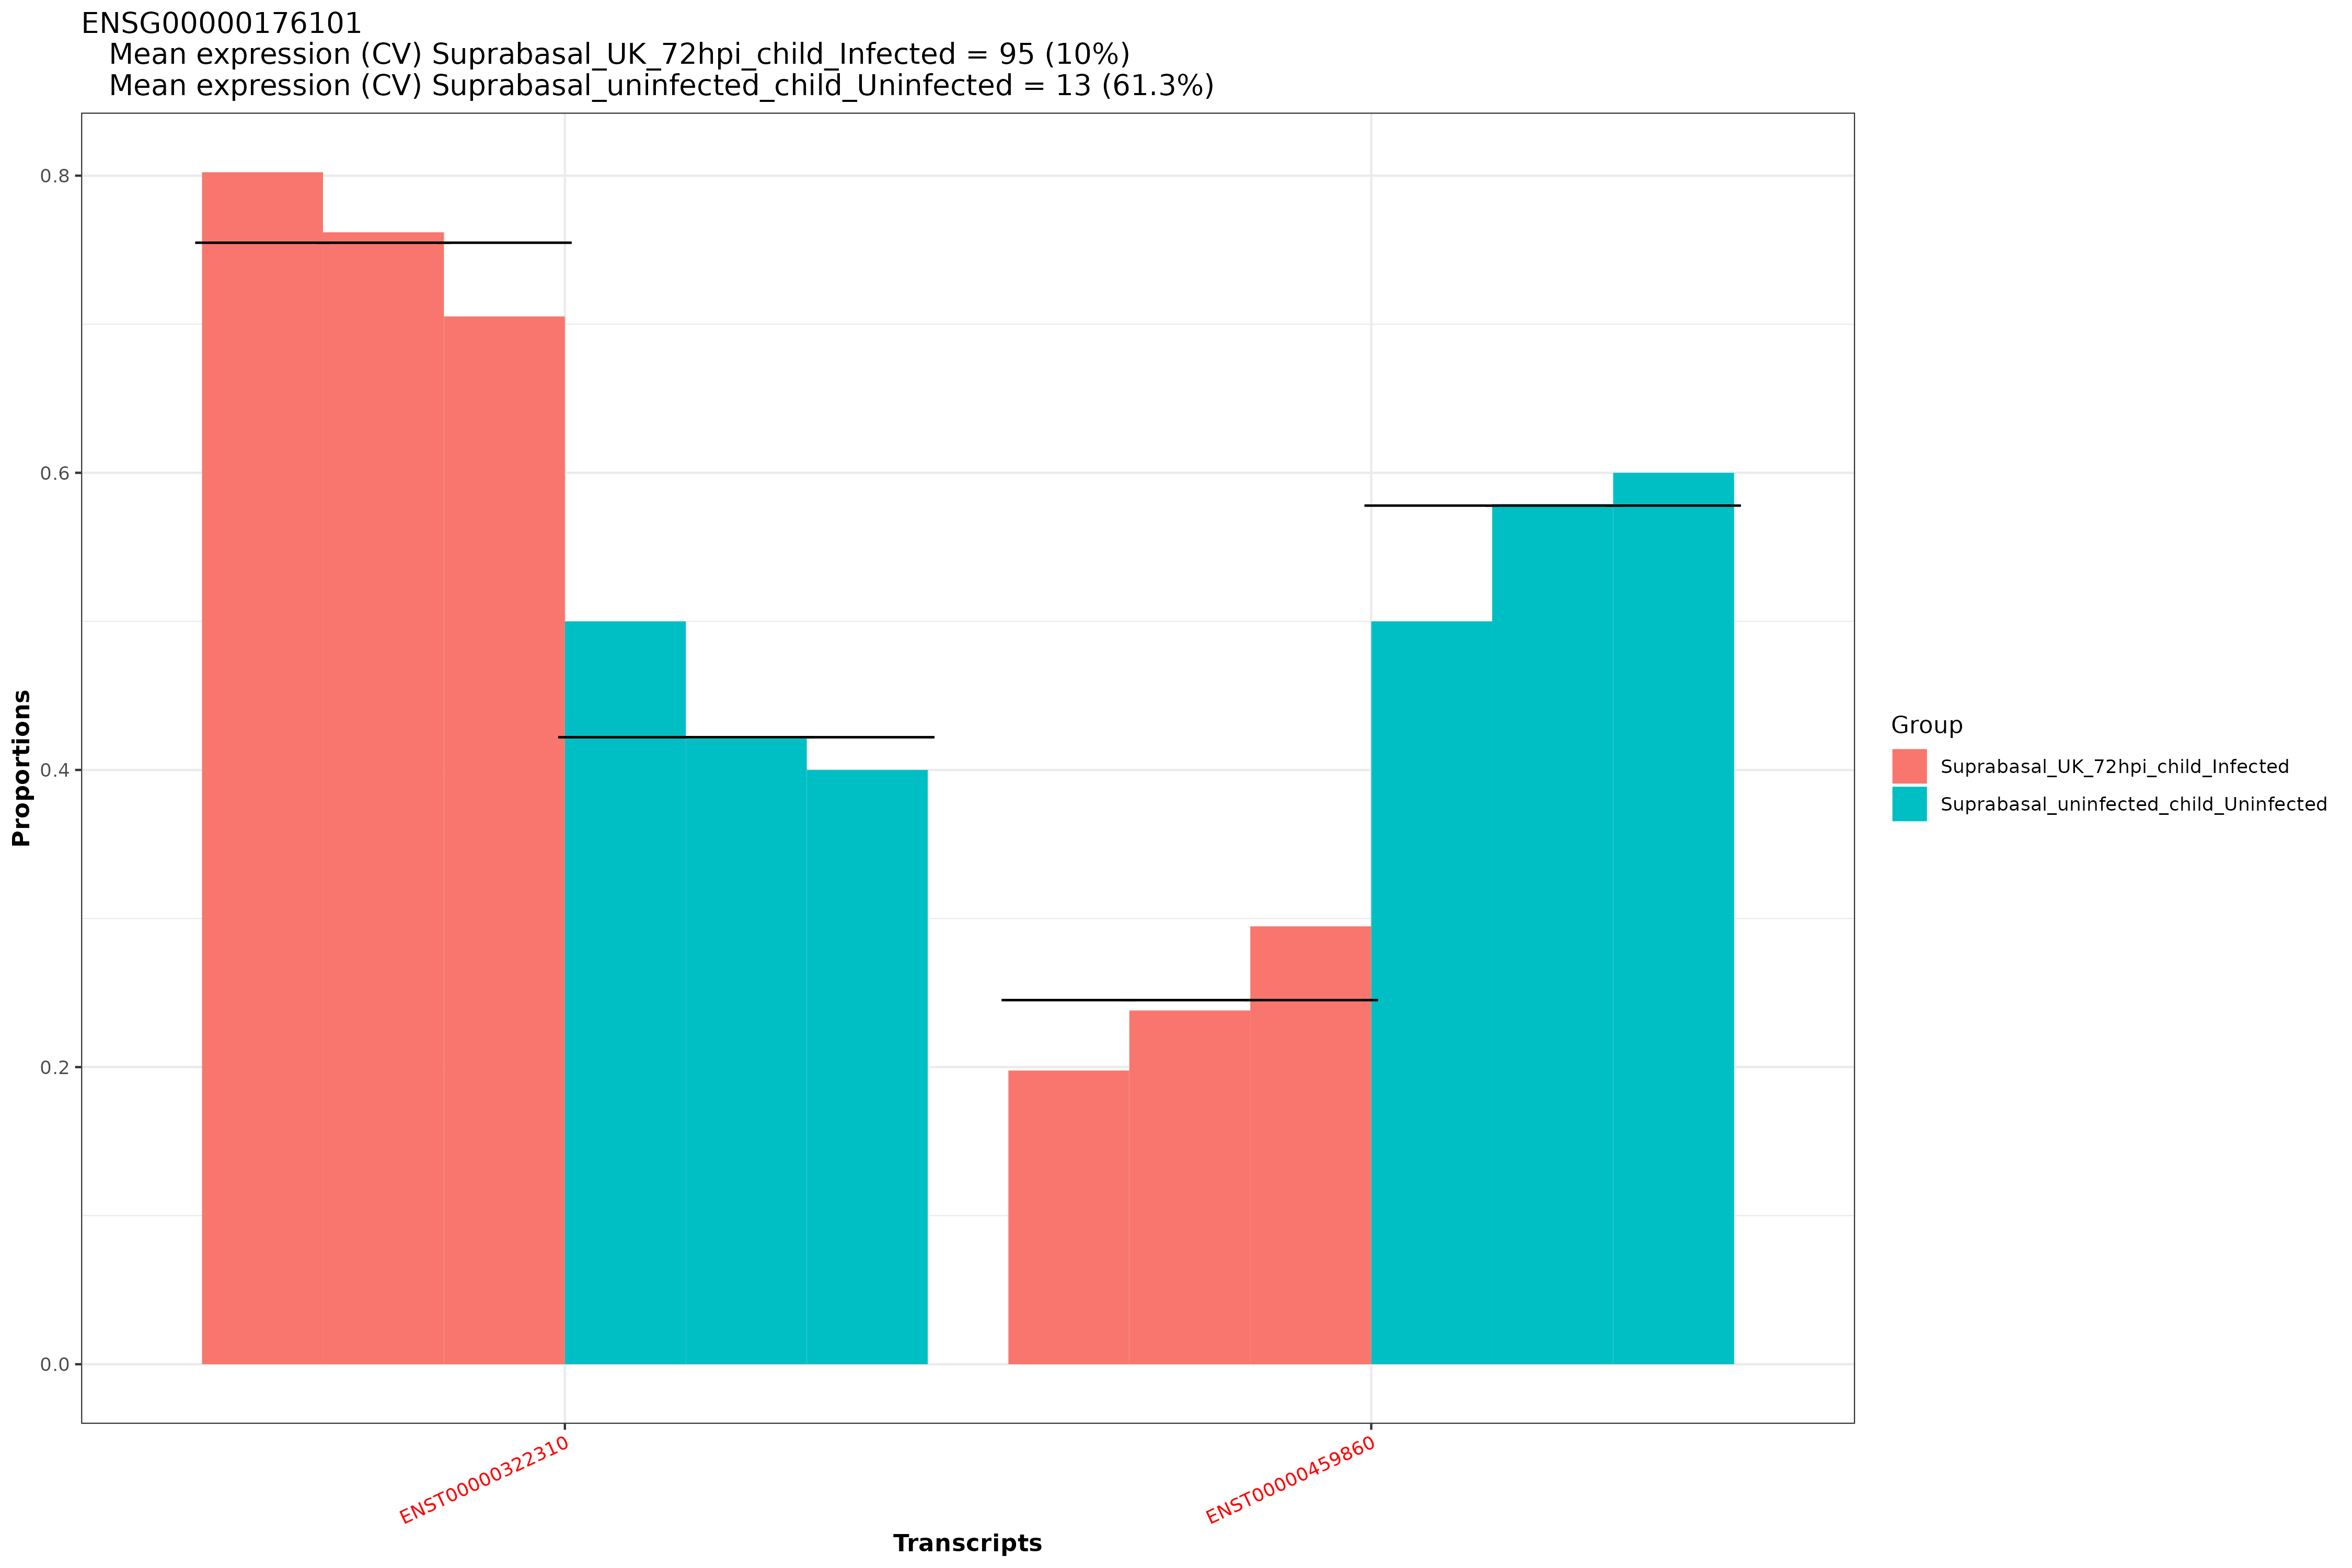 ENSG00000176101
Mean expression (CV) Suprabasal_UK_72hpi_child_Infected = 95 (10%)
Mean expression (CV) Suprabasal_uninfected_child_Uninfected = 13 (61.3%)
0.8
0.6
0.4
0.2
0.0
Proportions
ENST0000322310
ENST00000459860
Transcripts
Group
Suprabasal_UK_72hpi_child_Infected
Suprabasal_uninfected_child_Uninfected